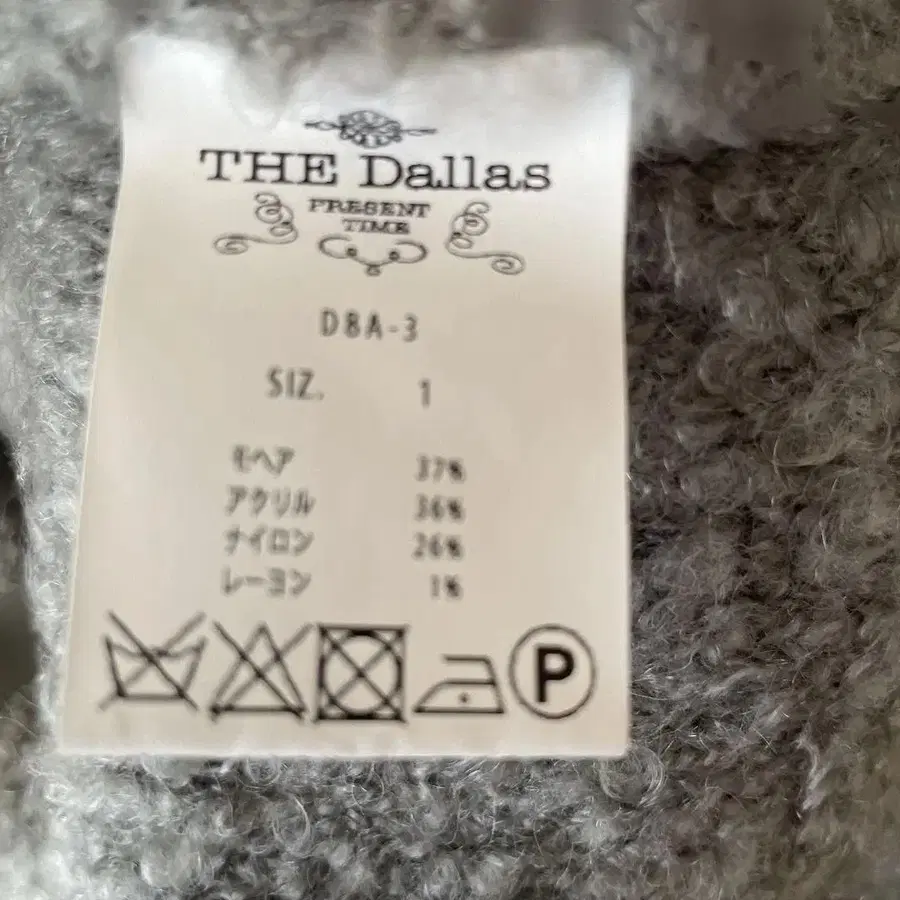 THE Dallas
PRESENT
TIME
D8A-3
SIZ. 1
モヘア 37%
アクリル 36%
ナイロン 26%
レーヨン 1%
P